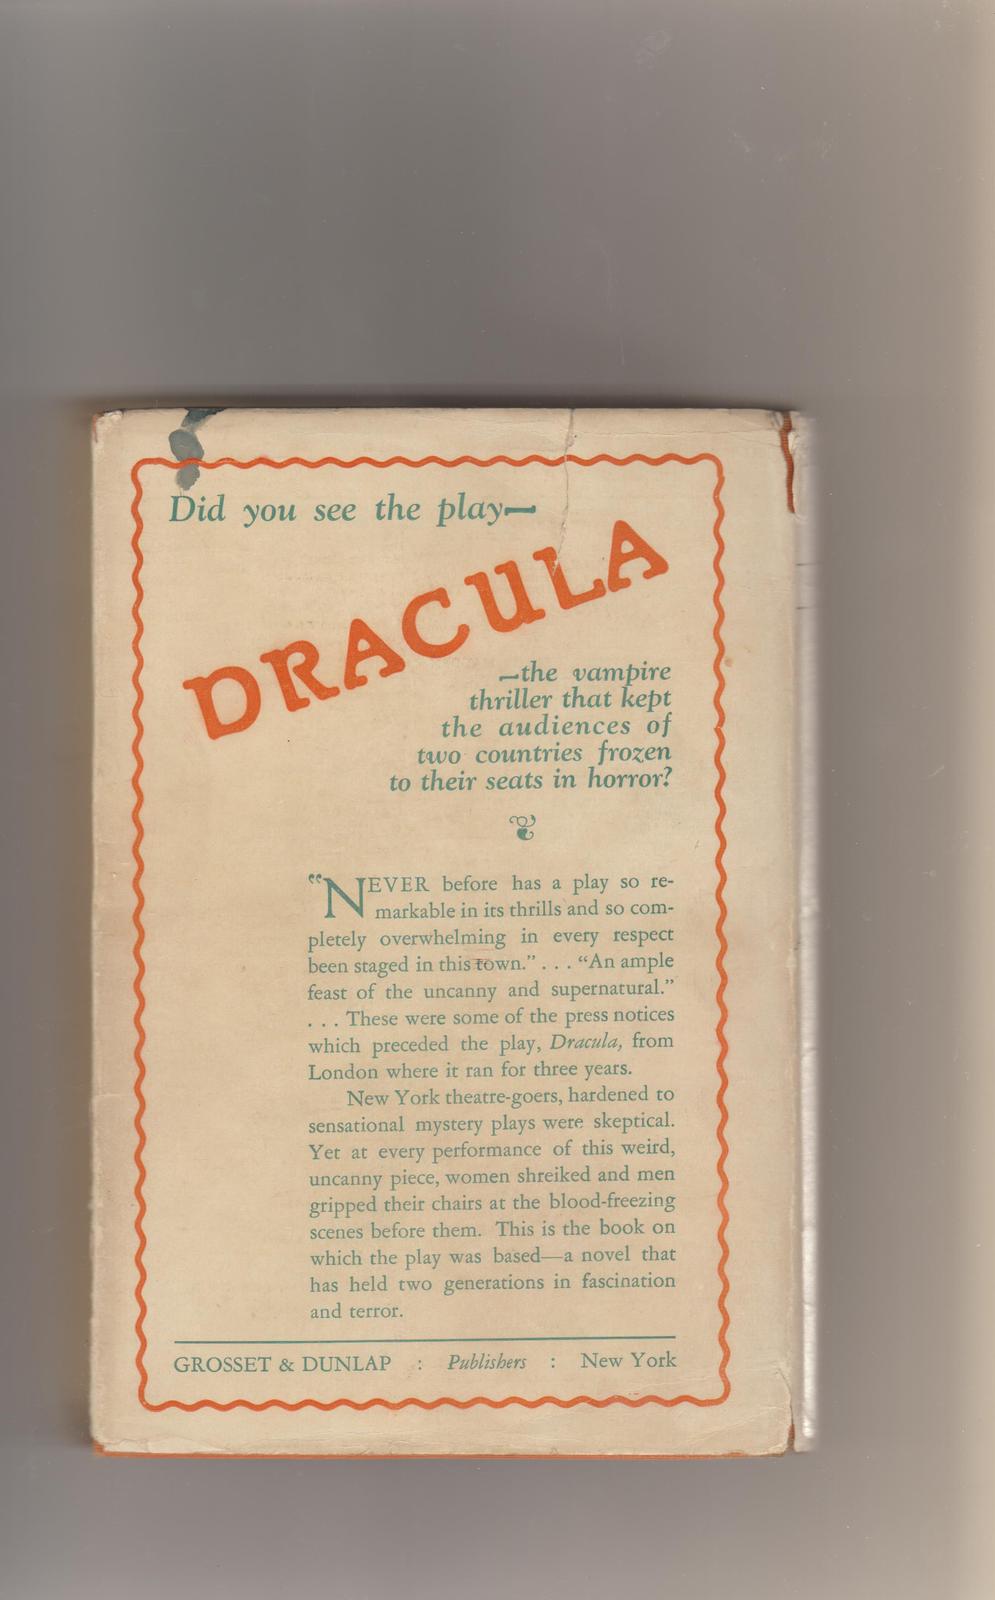 Did you see the play—
DRACULA
—the vampire
thriller that kept
the audiences of
two countries frozen
to their seats in horror?
“NEVER before has a play so re-
markable in its thrills and so com-
pletely overwhelming in every respect
been staged in this town.” . . . “An ample
feast of the uncanny and supernatural.”
. . . These were some of the press notices
which preceded the play, Dracula, from
London where it ran for three years.
New York theatre-goers, hardened to
sensational mystery plays were skeptical.
Yet at every performance of this weird,
uncanny piece, women shreiked and men
gripped their chairs at the blood-freezing
scenes before them. This is the book on
which the play was based—a novel that
has held two generations in fascination
and terror.
GROSSET & DUNLAP : Publishers : New York